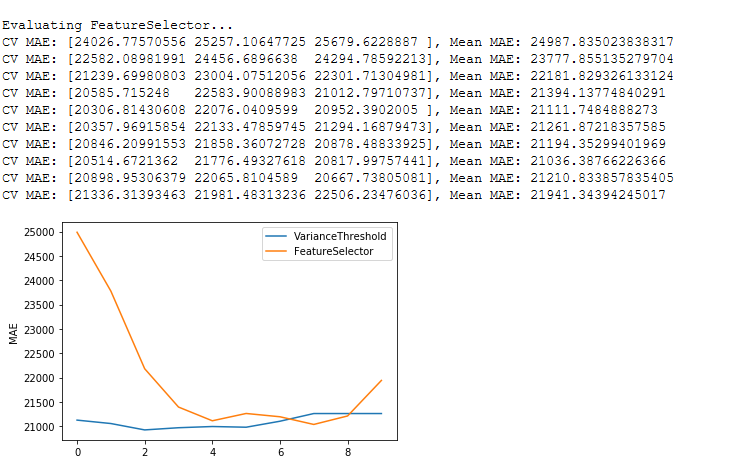 Evaluating FeatureSelector...
CV MAE: [24026.77570556 25257.10647725 25679.6228887 ], Mean MAE: 24987.835023838317
CV MAE: [22582.08981991 24456.6896638  24294.78592213], Mean MAE: 23777.855135279704
CV MAE: [21239.69980803 23004.07512056 22301.71304981], Mean MAE: 22181.829326133124
CV MAE: [20585.715248   22583.90088983 21012.79710737], Mean MAE: 21394.13774840291
CV MAE: [20306.81430608 22076.0409599  20952.3902005 ], Mean MAE: 21111.7484888273
CV MAE: [20357.96915854 22133.47859745 21294.16879473], Mean MAE: 21261.87218357585
CV MAE: [20846.20991553 21858.36072728 20878.48833925], Mean MAE: 21194.35299401969
CV MAE: [20514.6721362  21776.49327618 20817.99757441], Mean MAE: 21036.38766226366
CV MAE: [20898.95306379 22065.8104589  20667.73805081], Mean MAE: 21210.833857835405
CV MAE: [21336.31393463 21981.48313236 22506.23476036], Mean MAE: 21941.34394245017
VarianceThreshold
FeatureSelector
25000
24500
24000
23500
23000
22500
22000
21500
21000
MAE
0 2 4 6 8